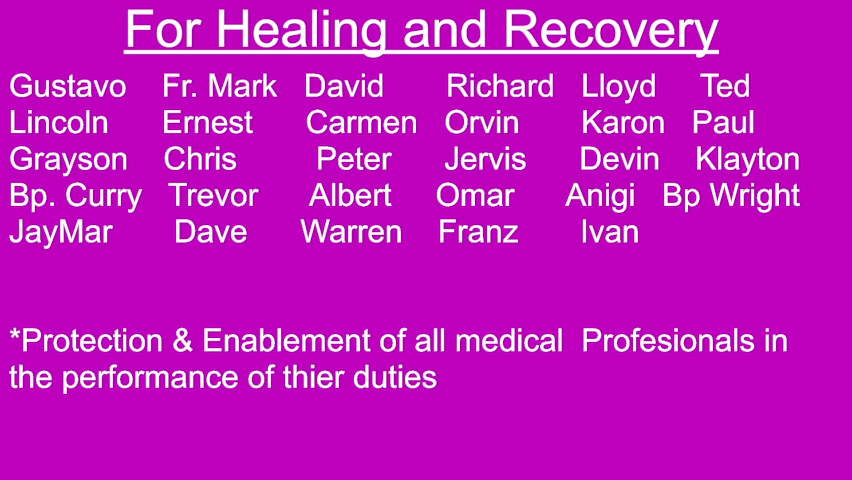 For Healing and Recovery
Gustavo Fr. Mark David Richard Lloyd Ted
Lincoln Ernest Carmen Orvin Karon Paul
Grayson Chris Peter Jervis Devin Klayton
Bp. Curry Trevor Albert Omar Anigi Bp Wright
JayMar Dave Warren Franz Ivan
*Protection & Enablement of all medical Profesionals in
the performance of thier duties